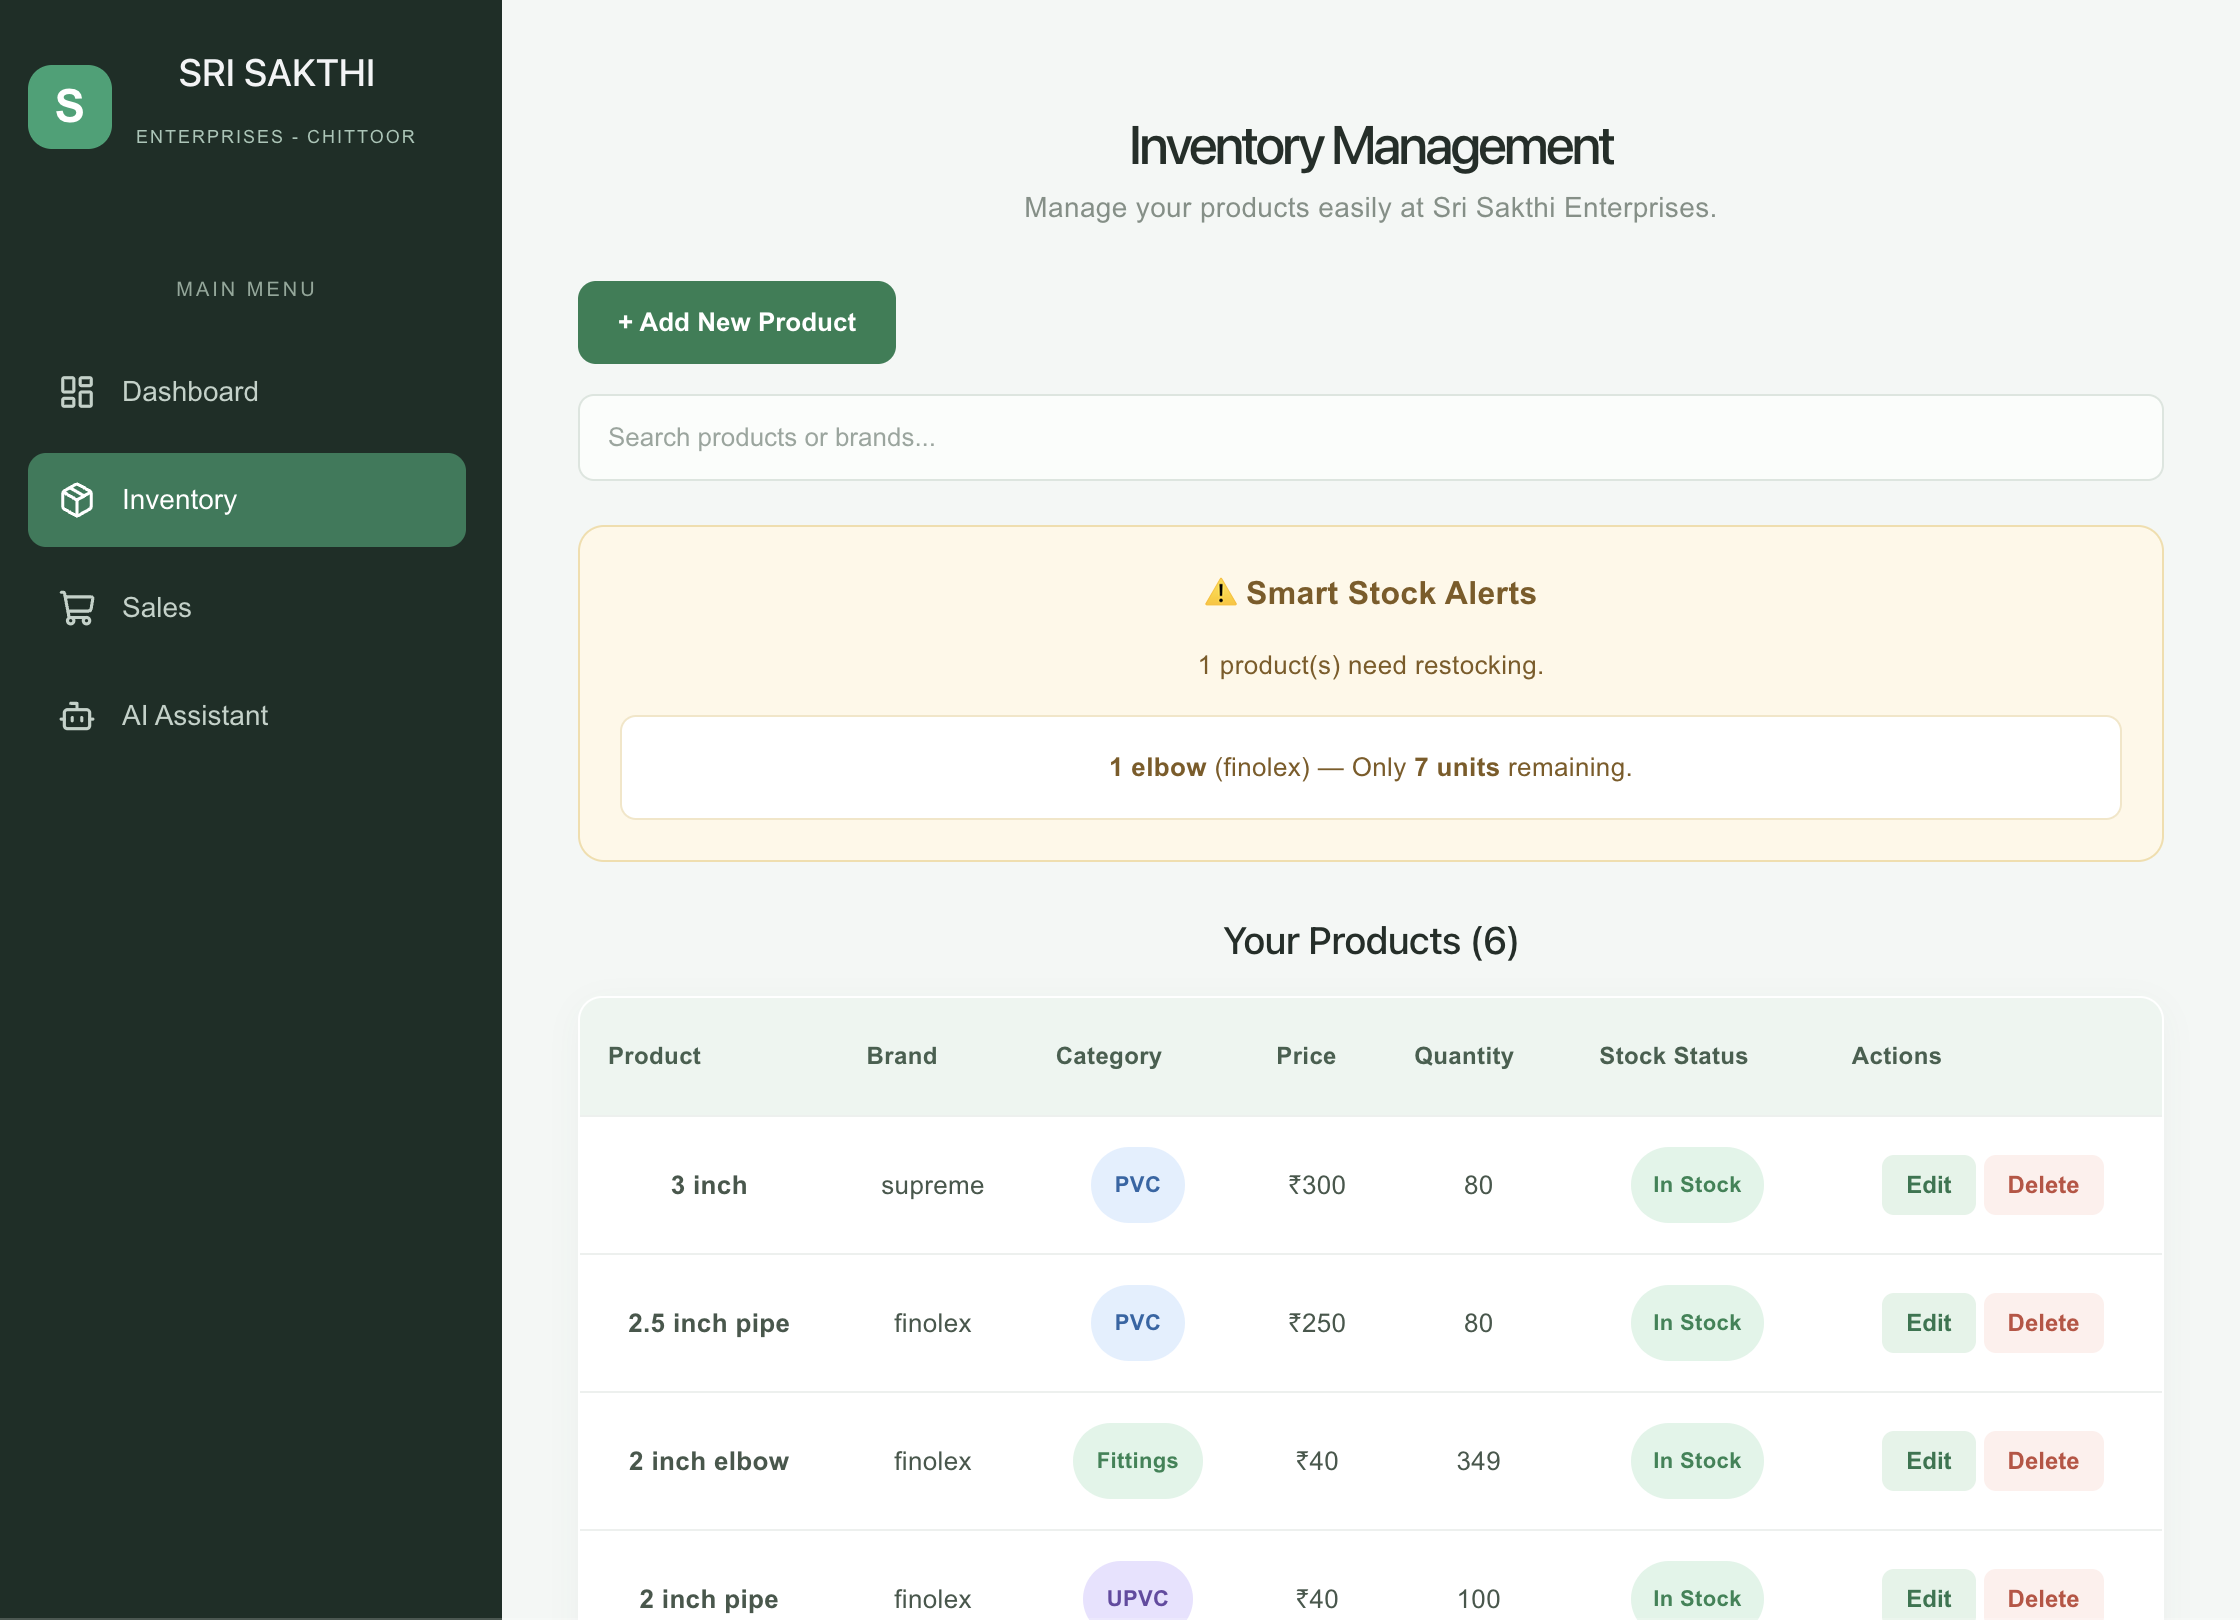 S
SRI SAKTHI
ENTERPRISES - CHITTOOR
MAIN MENU
Dashboard
Inventory
Sales
AI Assistant
Inventory Management
Manage your products easily at Sri Sakthi Enterprises.
+ Add New Product
Search products or brands...
⚠️ Smart Stock Alerts
1 product(s) need restocking.
1 elbow (finolex) — Only 7 units remaining.
Your Products (6)
Product Brand Category Price Quantity Stock Status Actions
3 inch supreme PVC ₹300 80 In Stock Edit Delete
2.5 inch pipe finolex PVC ₹250 80 In Stock Edit Delete
2 inch elbow finolex Fittings ₹40 349 In Stock Edit Delete
2 inch pipe finolex UPVC ₹40 100 In Stock Edit Delete